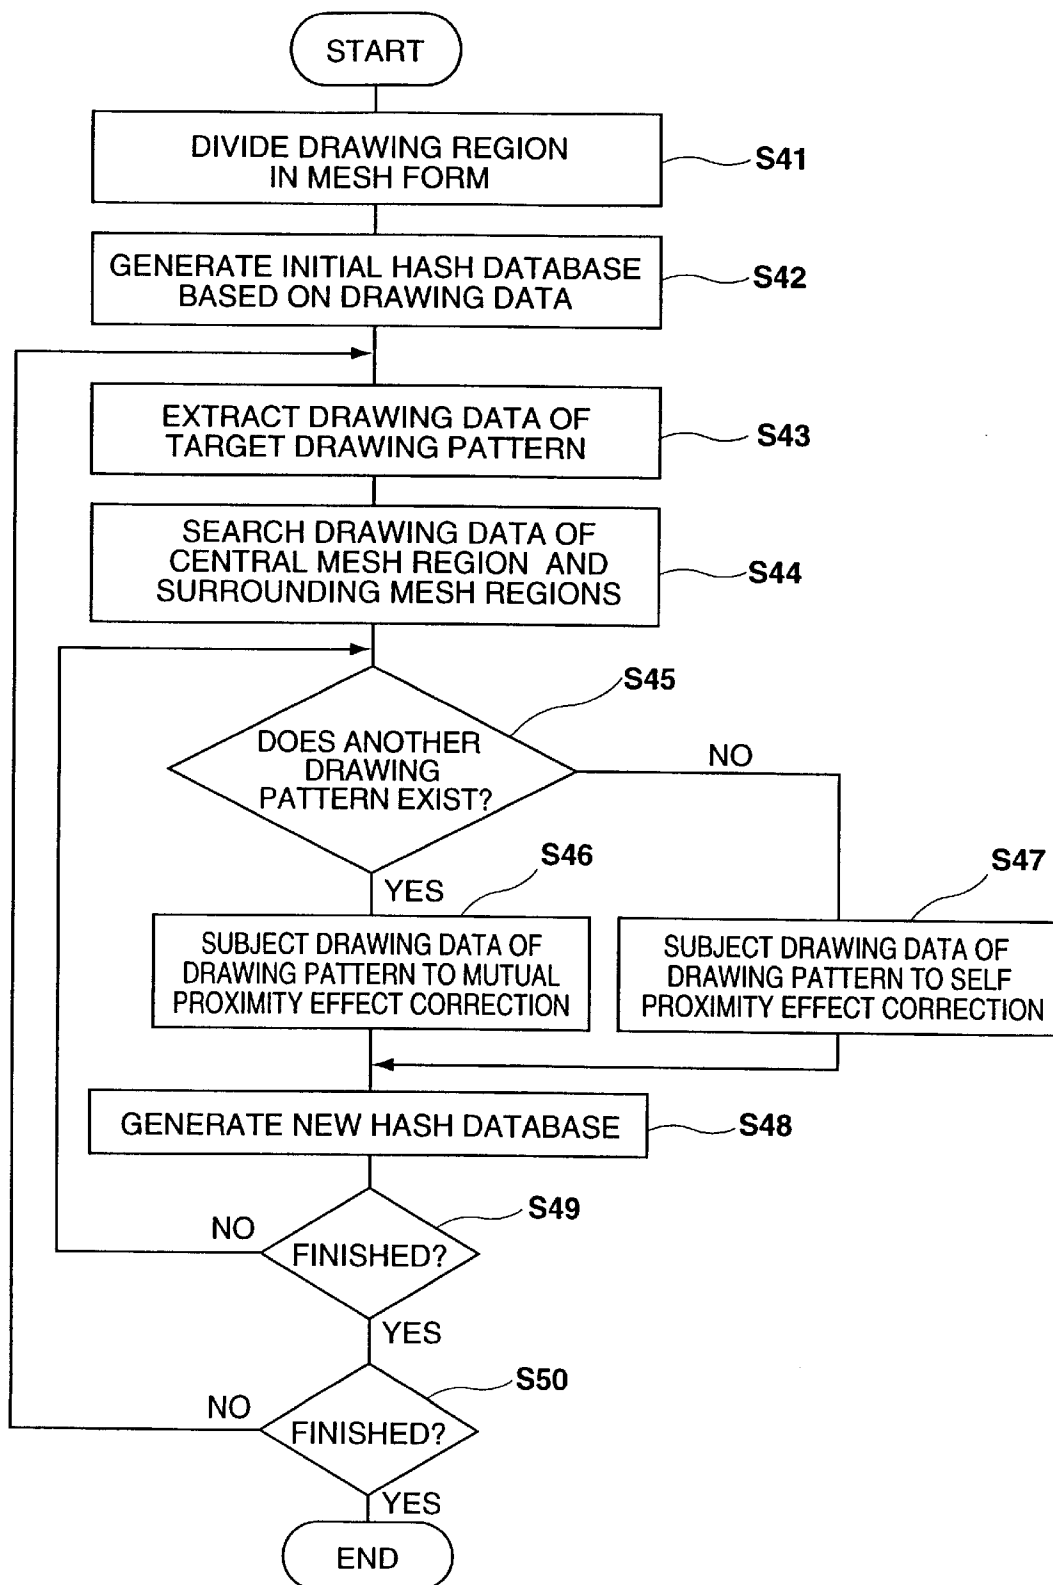 START
DIVIDE DRAWING REGION
IN MESH FORM
S41
GENERATE INITIAL HASH DATABASE
BASED ON DRAWING DATA
S42
EXTRACT DRAWING DATA OF
TARGET DRAWING PATTERN
S43
SEARCH DRAWING DATA OF
CENTRAL MESH REGION AND
SURROUNDING MESH REGIONS
S44
S45
DOES ANOTHER
DRAWING
PATTERN EXIST?
NO
YES
S46
S47
SUBJECT DRAWING DATA OF
DRAWING PATTERN TO MUTUAL
PROXIMITY EFFECT CORRECTION
SUBJECT DRAWING DATA OF
DRAWING PATTERN TO SELF
PROXIMITY EFFECT CORRECTION
GENERATE NEW HASH DATABASE
S48
S49
NO
FINISHED?
YES
S50
NO
FINISHED?
YES
END